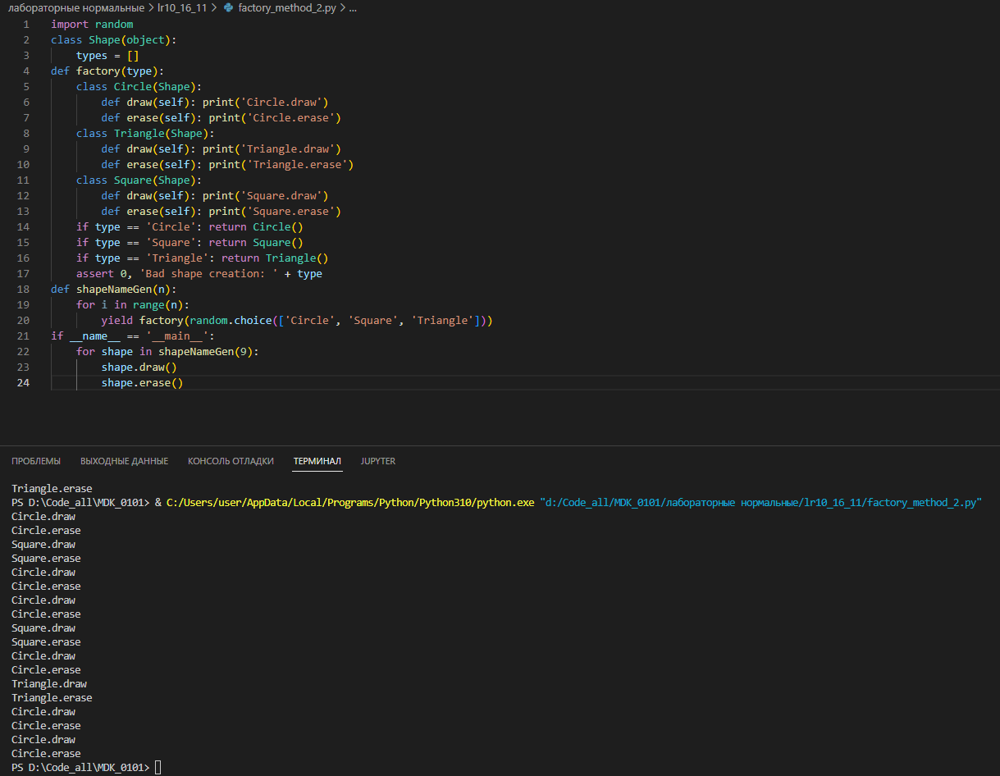 лабораторные нормальные > lr10_16_11 > factory_method_2.py > ...
1 import random
2 class Shape(object):
3     types = []
4 def factory(type):
5     class Circle(Shape):
6         def draw(self): print('Circle.draw')
7         def erase(self): print('Circle.erase')
8     class Triangle(Shape):
9         def draw(self): print('Triangle.draw')
10         def erase(self): print('Triangle.erase')
11     class Square(Shape):
12         def draw(self): print('Square.draw')
13         def erase(self): print('Square.erase')
14     if type == 'Circle': return Circle()
15     if type == 'Square': return Square()
16     if type == 'Triangle': return Triangle()
17     assert 0, 'Bad shape creation: ' + type
18 def shapeNameGen(n):
19     for i in range(n):
20         yield factory(random.choice(['Circle', 'Square', 'Triangle']))
21 if __name__ == '__main__':
22     for shape in shapeNameGen(9):
23         shape.draw()
24         shape.erase()
ПРОБЛЕМЫ ВЫХОДНЫЕ ДАННЫЕ КОНСОЛЬ ОТЛАДКИ ТЕРМИНАЛ JUPYTER
Triangle.erase
PS D:\Code_all\MDK_0101> & C:/Users/user/AppData/Local/Programs/Python/Python310/python.exe "d:/Code_all/MDK_0101/лабораторные нормальные/lr10_16_11/factory_method_2.py"
Circle.draw
Circle.erase
Square.draw
Square.erase
Circle.draw
Circle.erase
Circle.draw
Circle.erase
Square.draw
Square.erase
Circle.draw
Circle.erase
Triangle.draw
Triangle.erase
Circle.draw
Circle.erase
Circle.draw
Circle.erase
PS D:\Code_all\MDK_0101>